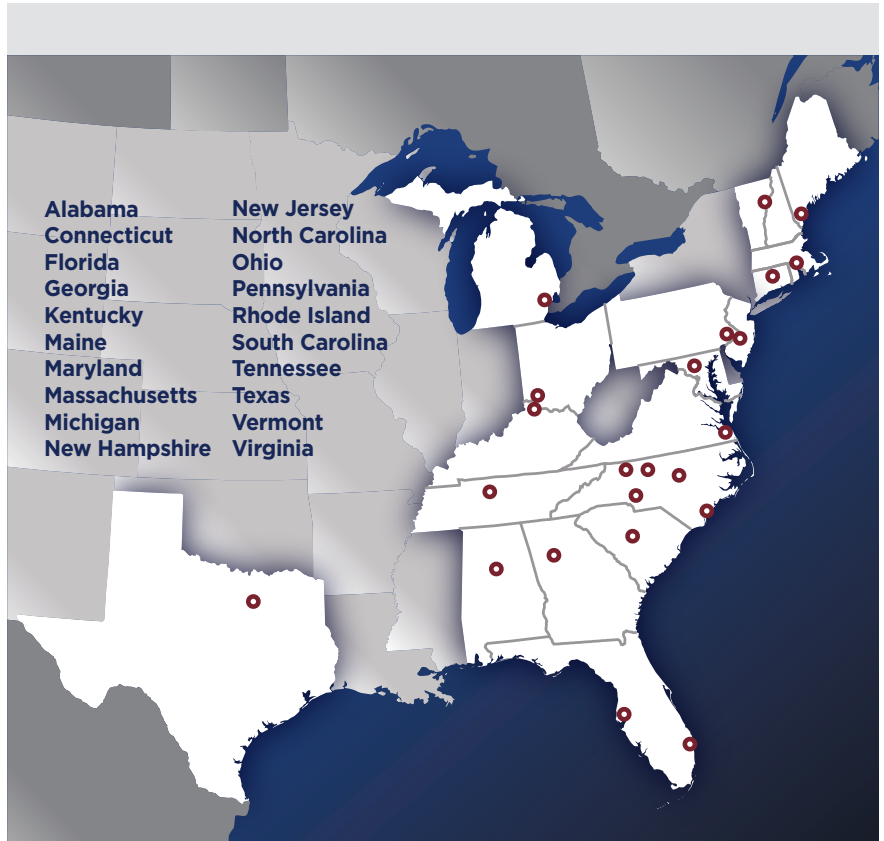 Alabama
Connecticut
Florida
Georgia
Kentucky
Maine
Maryland
Massachusetts
Michigan
New Hampshire
New Jersey
North Carolina
Ohio
Pennsylvania
Rhode Island
South Carolina
Tennessee
Texas
Vermont
Virginia